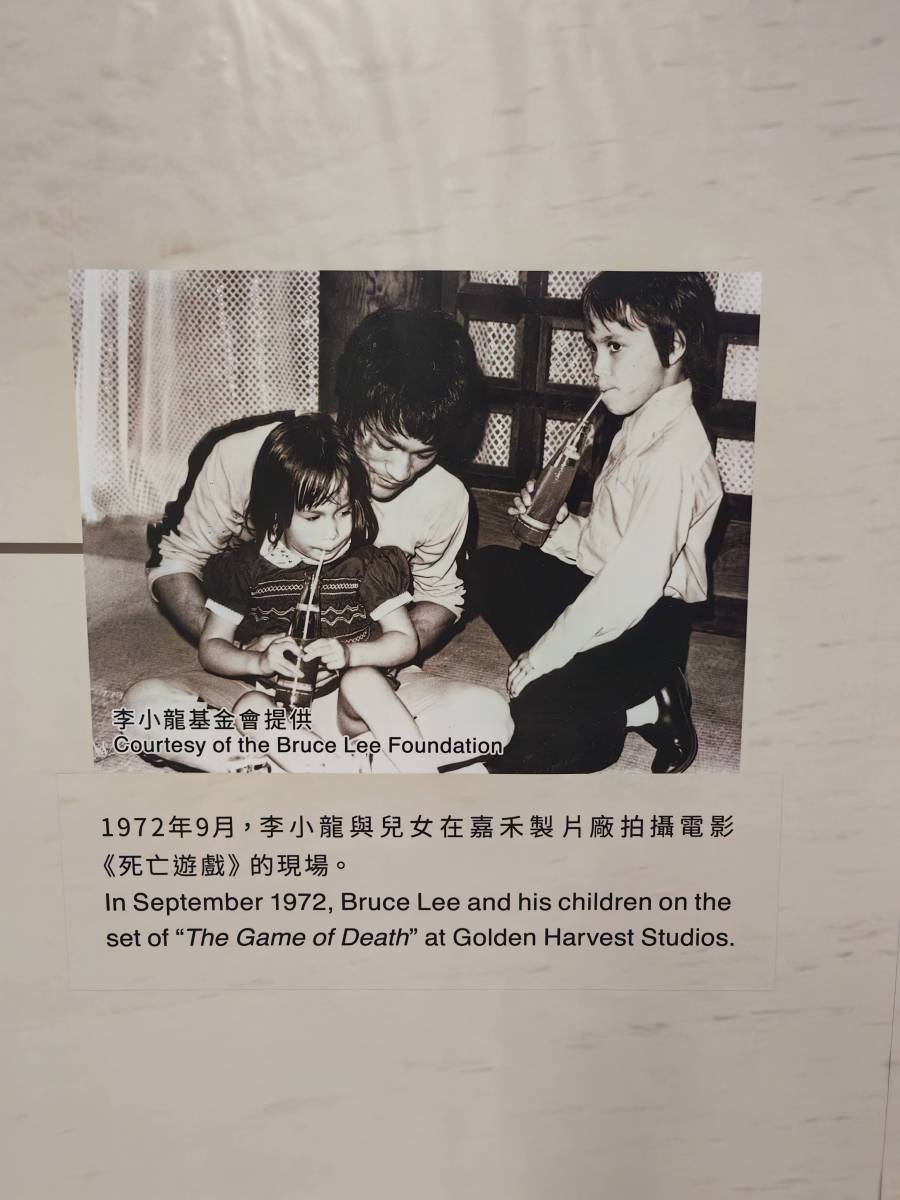 李小龍基金會提供
Courtesy of the Bruce Lee Foundation
1972年9月，李小龍與兒女在嘉禾製片廠拍攝電影
《死亡遊戲》的現場。
In September 1972, Bruce Lee and his children on the
set of “The Game of Death” at Golden Harvest Studios.